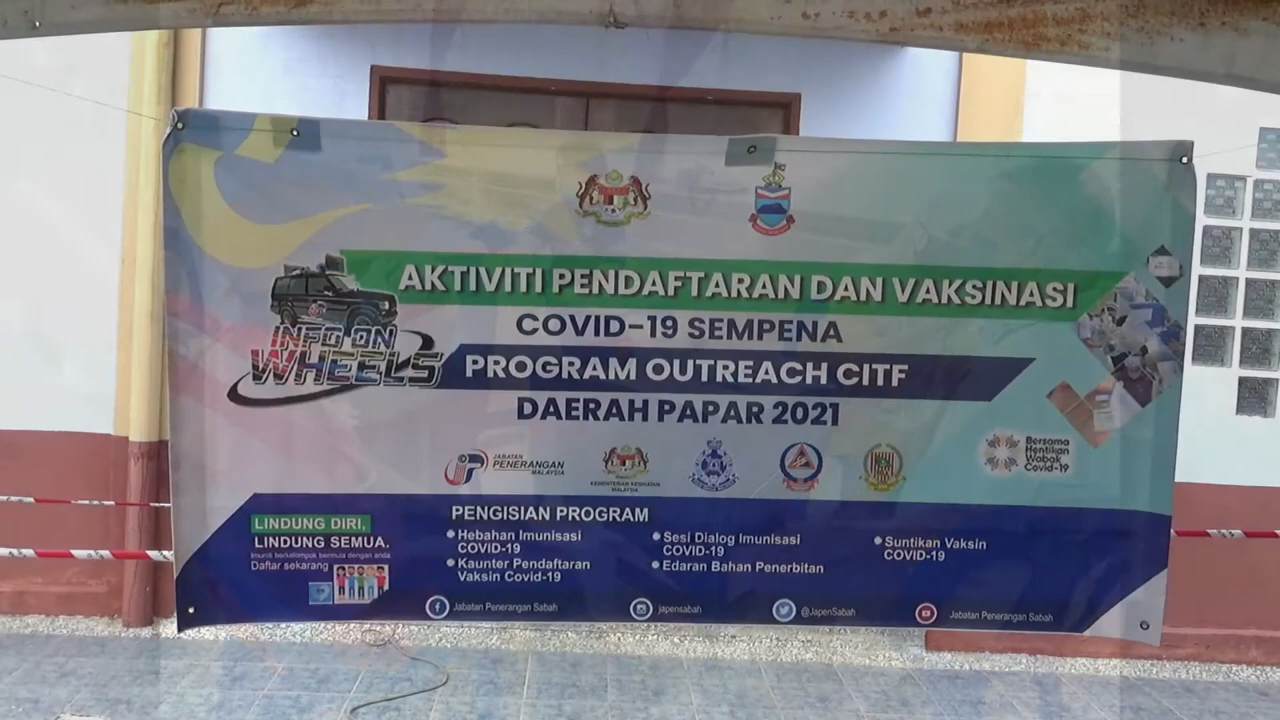 AKTIVITI PENDAFTARAN DAN VAKSINASI
COVID-19 SEMPENA
INFO ON
WHEELS
PROGRAM OUTREACH CITF
DAERAH PAPAR 2021
JABATAN
PENERANGAN
MALAYSIA
KEMENTERIAN KESIHATAN
MALAYSIA
Bersama
Hentikan
Wabak
Covid-19
LINDUNG DIRI,
LINDUNG SEMUA.
Imuniti berkelompok bermula dengan anda
Daftar sekarang
PENGISIAN PROGRAM
Hebahan Imunisasi
COVID-19
Kaunter Pendaftaran
Vaksin Covid-19
Sesi Dialog Imunisasi
COVID-19
Edaran Bahan Penerbitan
Suntikan Vaksin
COVID-19
Jabatan Penerangan Sabah
japensabah
@JapenSabah
Jabatan Penerangan Sabah